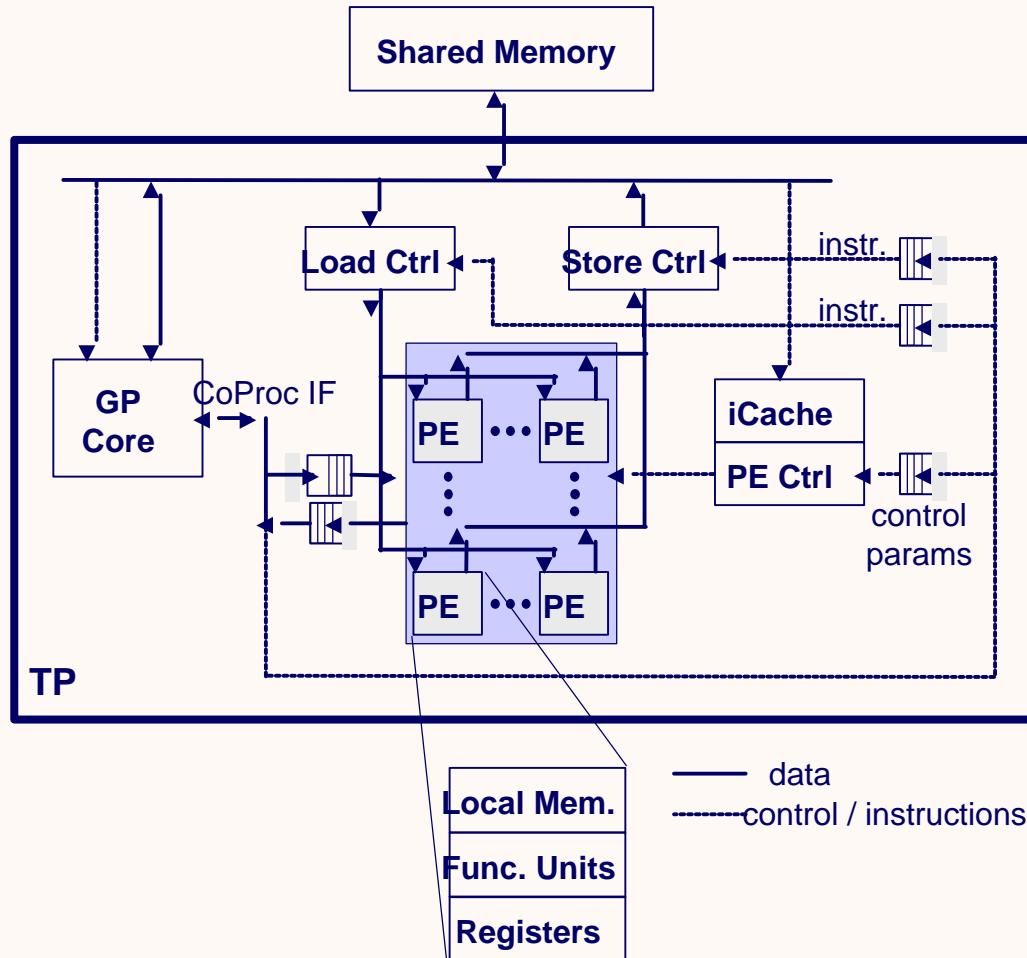 Shared Memory
Load Ctrl
Store Ctrl
instr.
instr.
GP
Core
CoProc IF
PE
PE
iCache
PE Ctrl
control
params
PE
PE
TP
Local Mem.
Func. Units
Registers
data
control / instructions